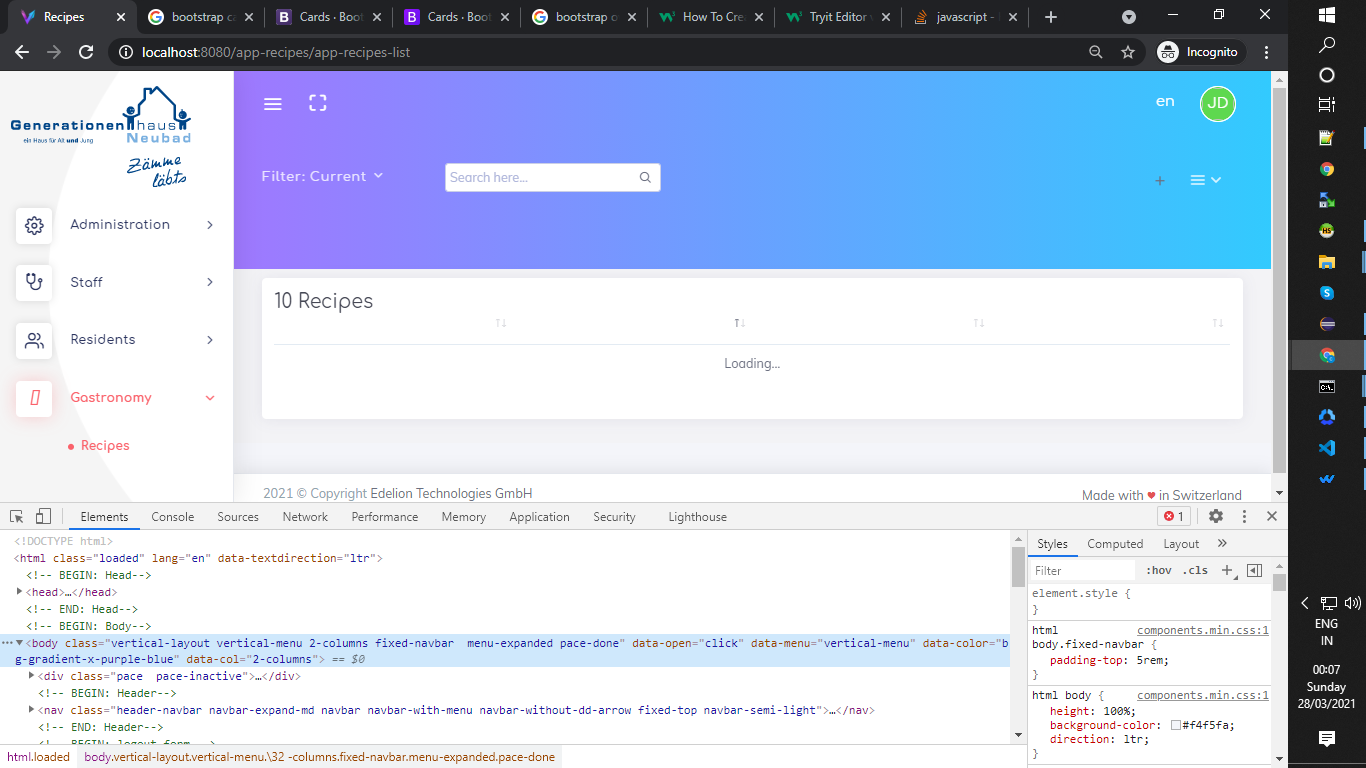 Recipes
bootstrap ca
Cards · Boot
Cards · Boot
bootstrap ov
How To Crea
Tryit Editor v
javascript -
localhost:8080/app-recipes/app-recipes-list
Incognito
Generationenhaus
Neubad
ein Haus für Alt und Jung
Zämme
läbts
en
JD
Filter: Current
Search here...
Administration
Staff
Residents
Gastronomy
Recipes
10 Recipes
Loading...
2021 © Copyright Edelion Technologies GmbH
Made with ♥ in Switzerland
Elements Console Sources Network Performance Memory Application Security Lighthouse
1
<!DOCTYPE html>
<html class="loaded" lang="en" data-textdirection="ltr">
<!-- BEGIN: Head-->
<head>…</head>
<!-- END: Head-->
<!-- BEGIN: Body-->
<body class="vertical-layout vertical-menu 2-columns fixed-navbar  menu-expanded pace-done" data-open="click" data-menu="vertical-menu" data-color="b
g-gradient-x-purple-blue" data-col="2-columns"> == $0
<div class="pace  pace-inactive">…</div>
<!-- BEGIN: Header-->
<nav class="header-navbar navbar-expand-md navbar navbar-with-menu navbar-without-dd-arrow fixed-top navbar-semi-light">…</nav>
<!-- END: Header-->
<!-- BEGIN: logout form -->
html.loaded
body.vertical-layout.vertical-menu.\32 -columns.fixed-navbar.menu-expanded.pace-done
Styles Computed Layout »
Filter
:hov .cls +
element.style {
}
html
components.min.css:1
body.fixed-navbar {
padding-top: 5rem;
}
html body {
components.min.css:1
height: 100%;
background-color: #f4f5fa;
direction: ltr;
}
HS
C:\.
ENG
IN
00:07
Sunday
28/03/2021